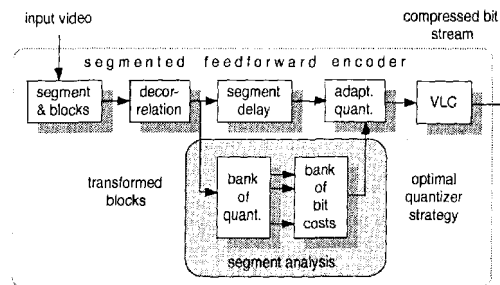 input video
compressed bit
stream
segmented feedforward encoder
segment
& blocks
decor-
relation
segment
delay
adapt.
quant.
VLC
transformed
blocks
bank
of
quant.
bank
of
bit
costs
optimal
quantizer
strategy
segment analysis